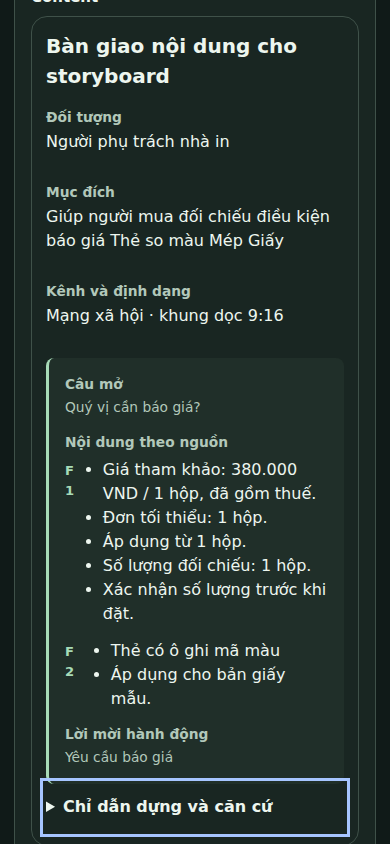 Bàn giao nội dung cho
storyboard
Đối tượng
Người phụ trách nhà in
Mục đích
Giúp người mua đối chiếu điều kiện
báo giá Thẻ so màu Mép Giấy
Kênh và định dạng
Mạng xã hội · khung dọc 9:16
Câu mở
Quý vị cần báo giá?
Nội dung theo nguồn
F1
• Giá tham khảo: 380.000
VND / 1 hộp, đã gồm thuế.
• Đơn tối thiểu: 1 hộp.
• Áp dụng từ 1 hộp.
• Số lượng đối chiếu: 1 hộp.
• Xác nhận số lượng trước khi
đặt.
F2
• Thẻ có ô ghi mã màu
• Áp dụng cho bản giấy
mẫu.
Lời mời hành động
Yêu cầu báo giá
Chỉ dẫn dựng và căn cứ